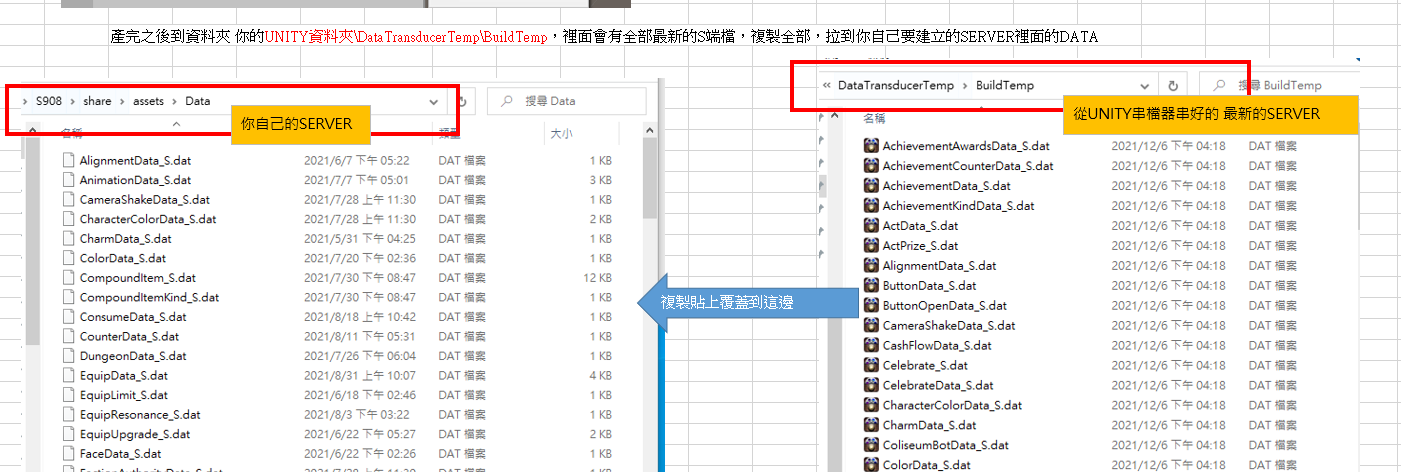 產完之後到資料夾 你的UNITY資料夾\DataTransducerTemp\BuildTemp，裡面會有全部最新的S端檔，複製全部，拉到你自己要建立的SERVER裡面的DATA
S908 > share > assets > Data
搜尋 Data
你自己的SERVER
名稱 類型 大小
AlignmentData_S.dat 2021/6/7 下午 05:22 DAT 檔案 1 KB
AnimationData_S.dat 2021/7/7 下午 05:01 DAT 檔案 3 KB
CameraShakeData_S.dat 2021/7/28 上午 11:30 DAT 檔案 1 KB
CharacterColorData_S.dat 2021/7/28 上午 11:30 DAT 檔案 2 KB
CharmData_S.dat 2021/5/31 下午 04:25 DAT 檔案 1 KB
ColorData_S.dat 2021/7/20 下午 02:36 DAT 檔案 1 KB
CompoundItem_S.dat 2021/7/30 下午 08:47 DAT 檔案 12 KB
CompoundItemKind_S.dat 2021/7/30 下午 08:47 DAT 檔案 1 KB
ConsumeData_S.dat 2021/8/18 上午 10:42 DAT 檔案 1 KB
CounterData_S.dat 2021/8/11 下午 05:31 DAT 檔案 1 KB
DungeonData_S.dat 2021/7/26 下午 06:04 DAT 檔案 1 KB
EquipData_S.dat 2021/8/31 上午 10:07 DAT 檔案 4 KB
EquipLimit_S.dat 2021/6/18 下午 02:46 DAT 檔案 1 KB
EquipResonance_S.dat 2021/8/3 下午 03:22 DAT 檔案 1 KB
EquipUpgrade_S.dat 2021/6/22 下午 05:27 DAT 檔案 2 KB
FaceData_S.dat 2021/6/22 下午 02:26 DAT 檔案 1 KB
複製貼上覆蓋到這邊
« DataTransducerTemp > BuildTemp
搜尋 BuildTemp
從UNITY串檔器串好的 最新的SERVER
名稱
AchievementAwardsData_S.dat 2021/12/6 下午 04:18 DAT 檔案
AchievementCounterData_S.dat 2021/12/6 下午 04:18 DAT 檔案
AchievementData_S.dat 2021/12/6 下午 04:18 DAT 檔案
AchievementKindData_S.dat 2021/12/6 下午 04:18 DAT 檔案
ActData_S.dat 2021/12/6 下午 04:18 DAT 檔案
ActPrize_S.dat 2021/12/6 下午 04:18 DAT 檔案
AlignmentData_S.dat 2021/12/6 下午 04:18 DAT 檔案
ButtonData_S.dat 2021/12/6 下午 04:18 DAT 檔案
ButtonOpenData_S.dat 2021/12/6 下午 04:18 DAT 檔案
CameraShakeData_S.dat 2021/12/6 下午 04:18 DAT 檔案
CashFlowData_S.dat 2021/12/6 下午 04:18 DAT 檔案
Celebrate_S.dat 2021/12/6 下午 04:18 DAT 檔案
CelebrateData_S.dat 2021/12/6 下午 04:18 DAT 檔案
CharacterColorData_S.dat 2021/12/6 下午 04:18 DAT 檔案
CharmData_S.dat 2021/12/6 下午 04:18 DAT 檔案
ColiseumBotData_S.dat 2021/12/6 下午 04:18 DAT 檔案
ColorData_S.dat 2021/12/6 下午 04:18 DAT 檔案